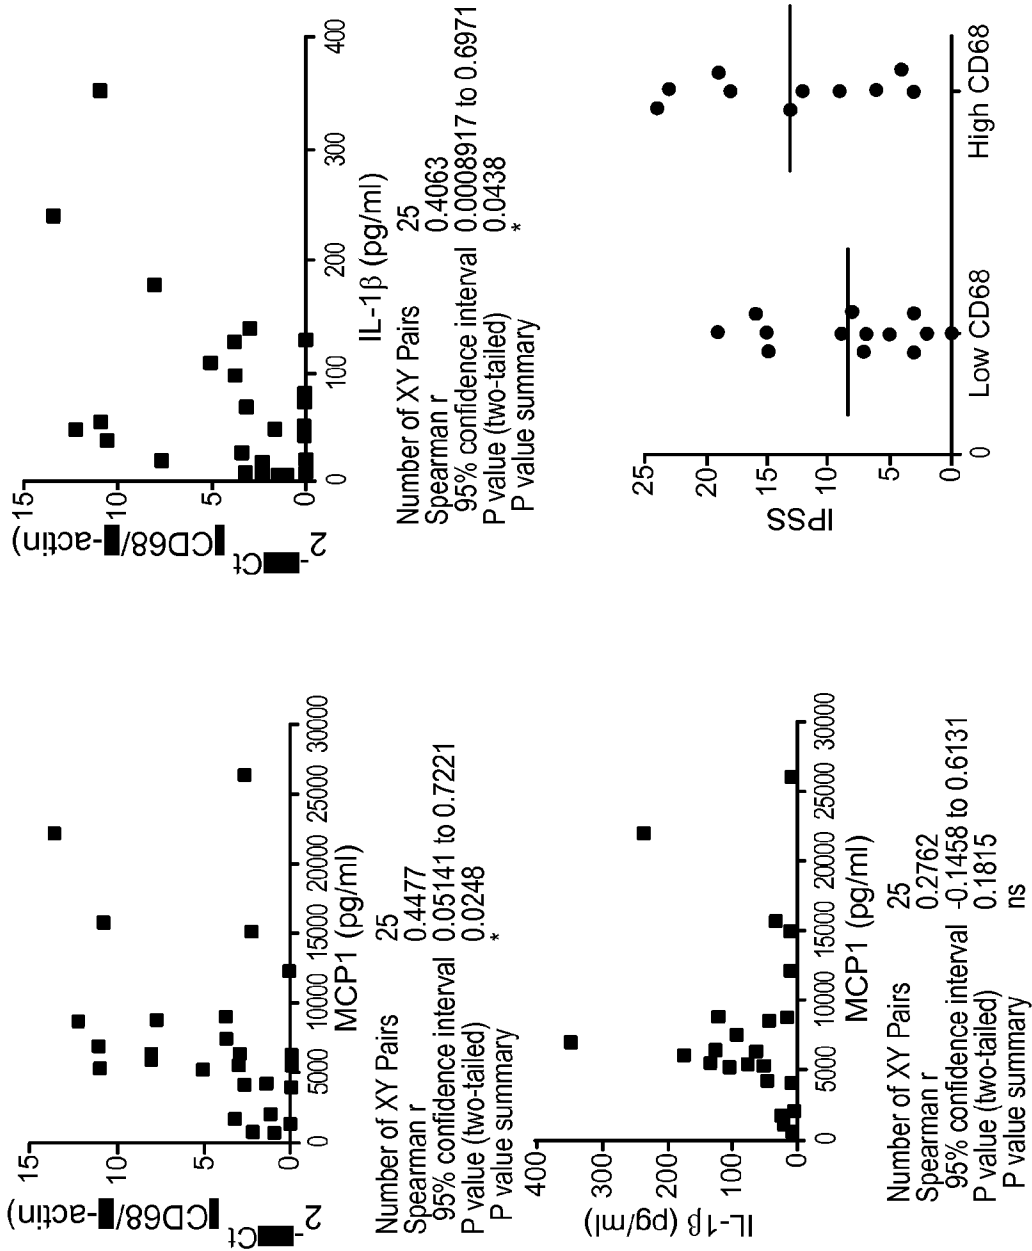 2⁻ Ct
CD68/ -actin)
15
10
5
0
0
5000
10000
15000
20000
25000
30000
MCP1 (pg/ml)
Number of XY Pairs 25
Spearman r 0.4477
95% confidence interval 0.05141 to 0.7221
P value (two-tailed) 0.0248
P value summary *
2⁻ Ct
CD68/ -actin)
15
10
5
0
0
100
200
300
400
IL-1β (pg/ml)
Number of XY Pairs 25
Spearman r 0.4063
95% confidence interval 0.0008917 to 0.6971
P value (two-tailed) 0.0438
P value summary *
IL-1β (pg/ml)
400
300
200
100
0
0
5000
10000
15000
20000
25000
30000
MCP1 (pg/ml)
Number of XY Pairs 25
Spearman r 0.2762
95% confidence interval -0.1458 to 0.6131
P value (two-tailed) 0.1815
P value summary ns
IPSS
25
20
15
10
5
0
0
Low CD68
High CD68